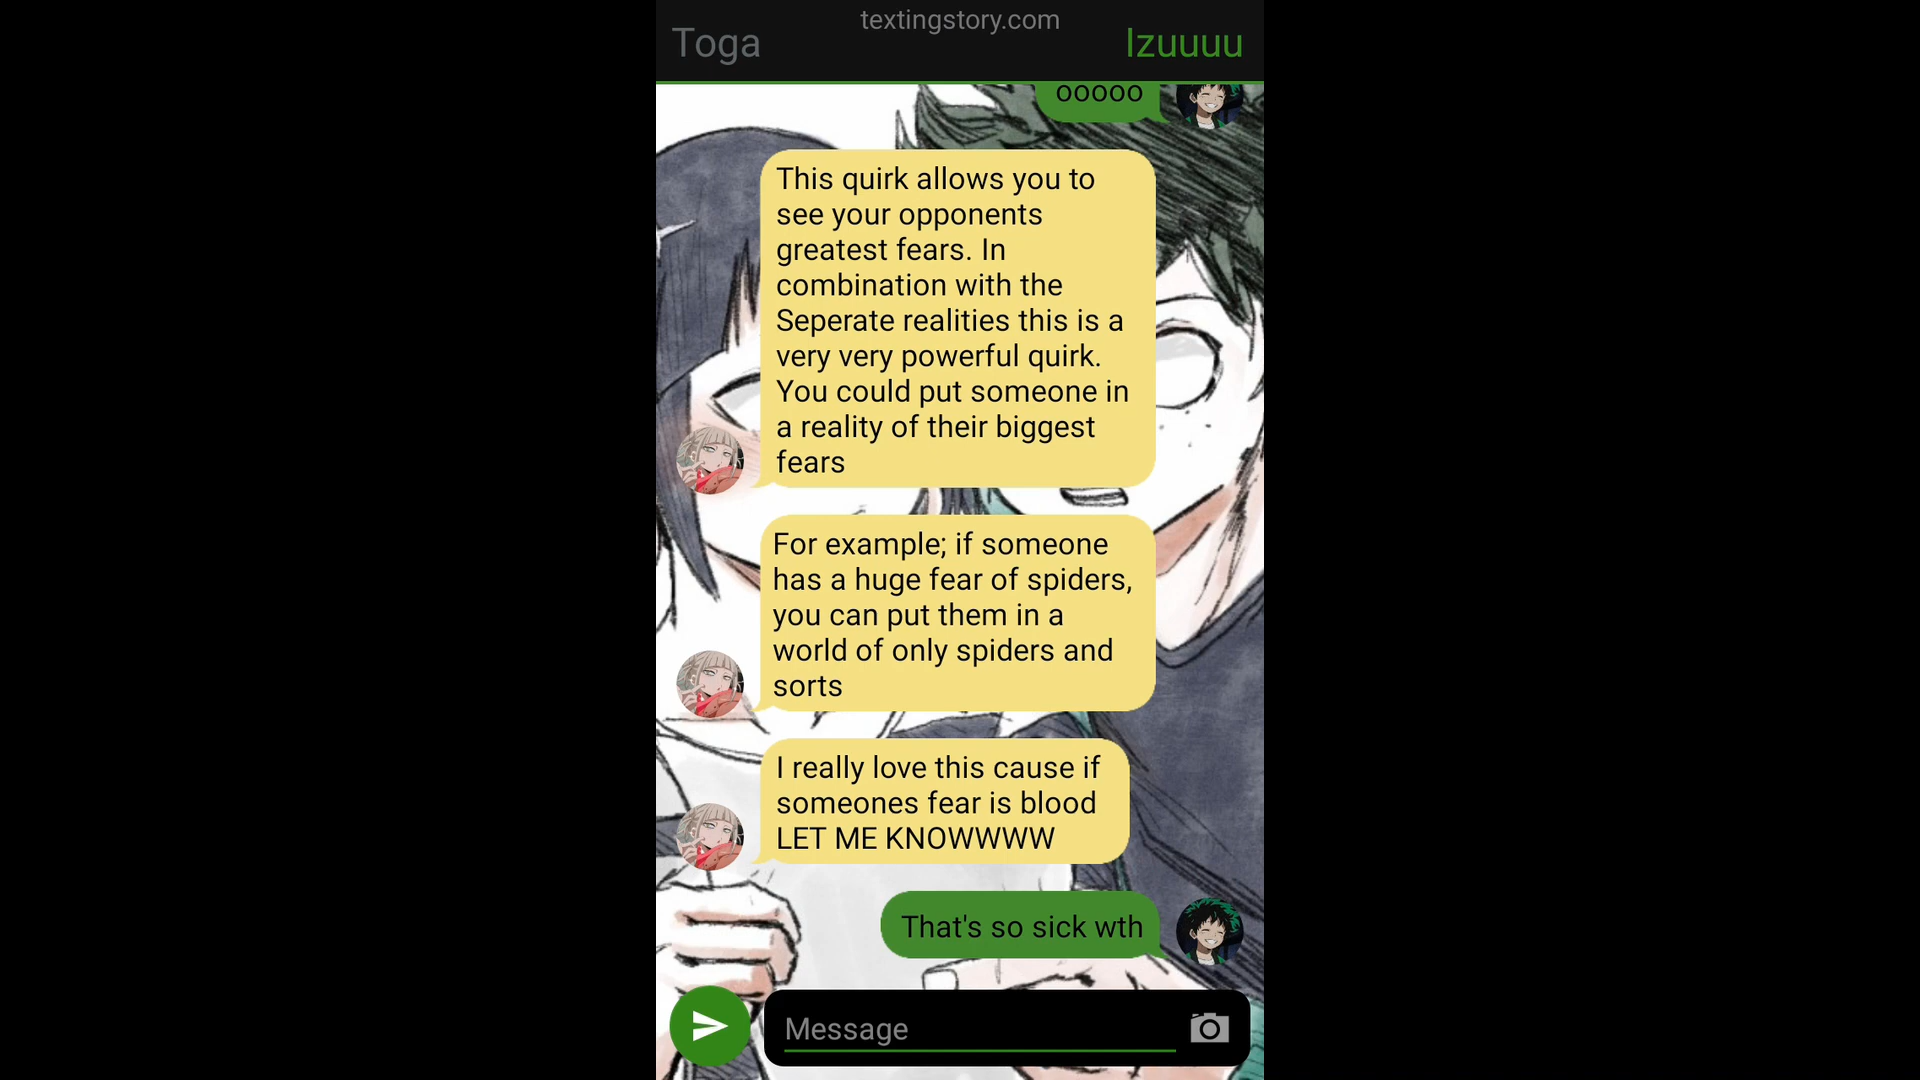 textingstory.com
Toga
Izuuuu
ooooo
This quirk allows you to
see your opponents
greatest fears. In
combination with the
Seperate realities this is a
very very powerful quirk.
You could put someone in
a reality of their biggest
fears
For example; if someone
has a huge fear of spiders,
you can put them in a
world of only spiders and
sorts
I really love this cause if
someones fear is blood
LET ME KNOWWWW
That's so sick wth
Message